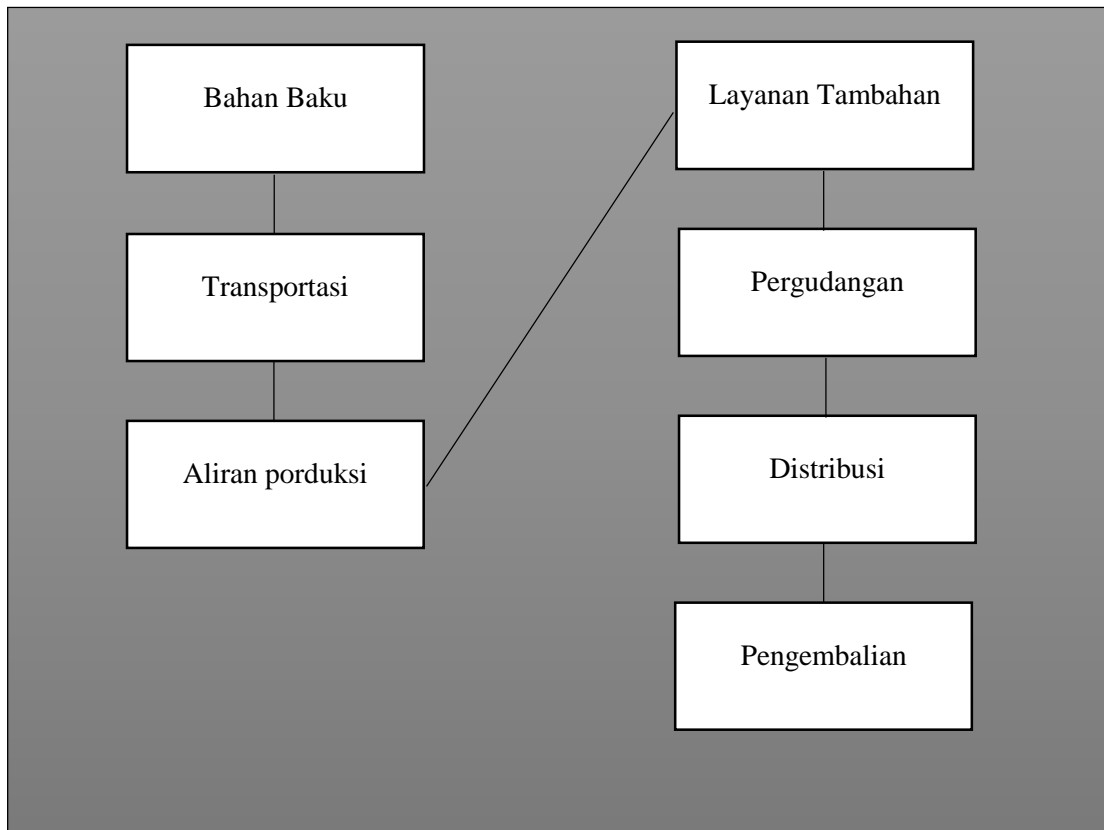 Bahan Baku
Transportasi
Aliran porduksi
Layanan Tambahan
Pergudangan
Distribusi
Pengembalian